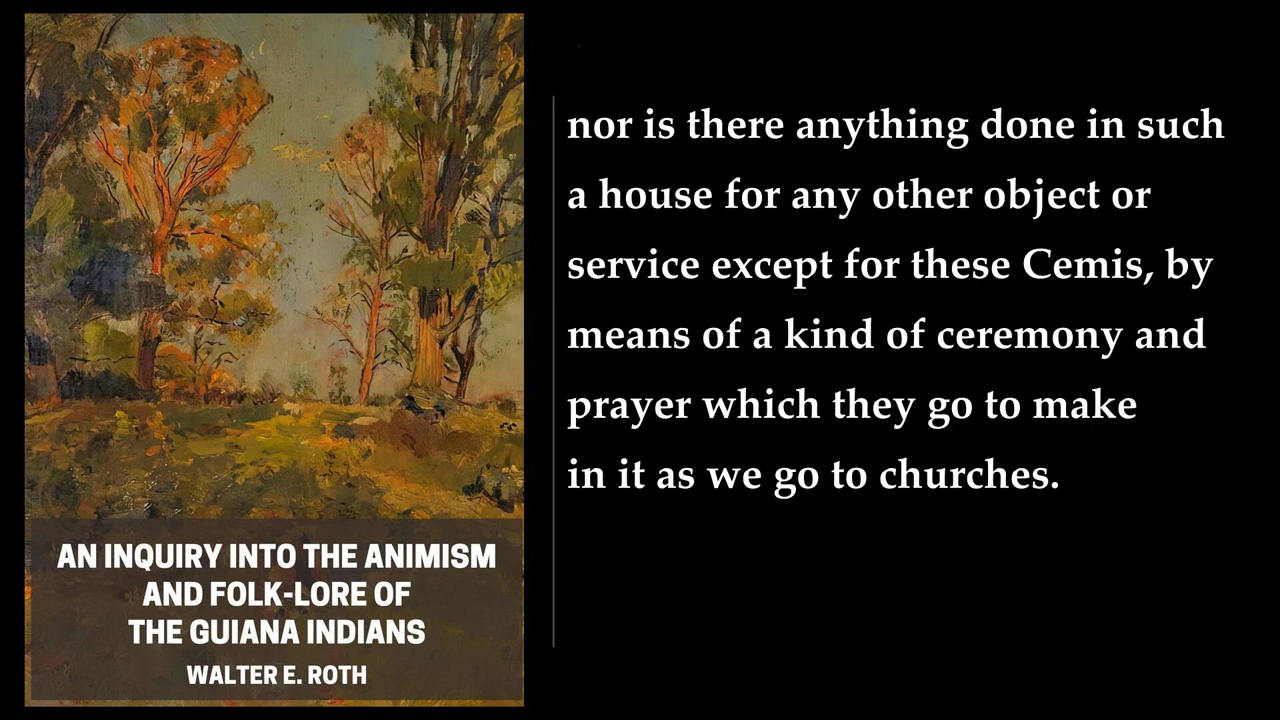 nor is there anything done in such
a house for any other object or
service except for these Cemis, by
means of a kind of ceremony and
prayer which they go to make
in it as we go to churches.
AN INQUIRY INTO THE ANIMISM
AND FOLK-LORE OF
THE GUIANA INDIANS
WALTER E. ROTH